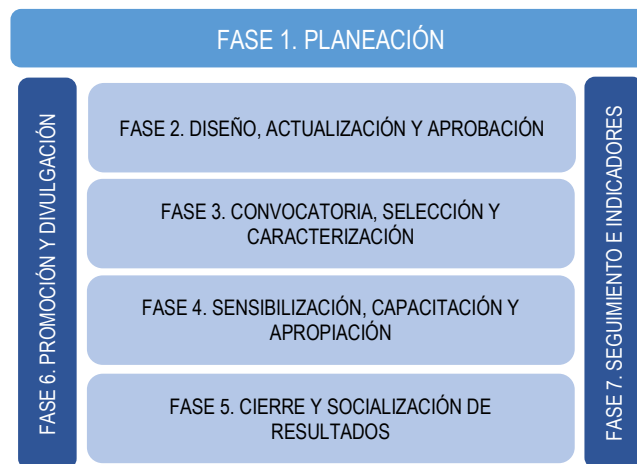 FASE 1. PLANEACIÓN
FASE 6. PROMOCIÓN Y DIVULGACIÓN
FASE 2. DISEÑO, ACTUALIZACIÓN Y APROBACIÓN
FASE 3. CONVOCATORIA, SELECCIÓN Y
CARACTERIZACIÓN
FASE 4. SENSIBILIZACIÓN, CAPACITACIÓN Y
APROPIACIÓN
FASE 5. CIERRE Y SOCIALIZACIÓN DE
RESULTADOS
FASE 7. SEGUIMIENTO E INDICADORES